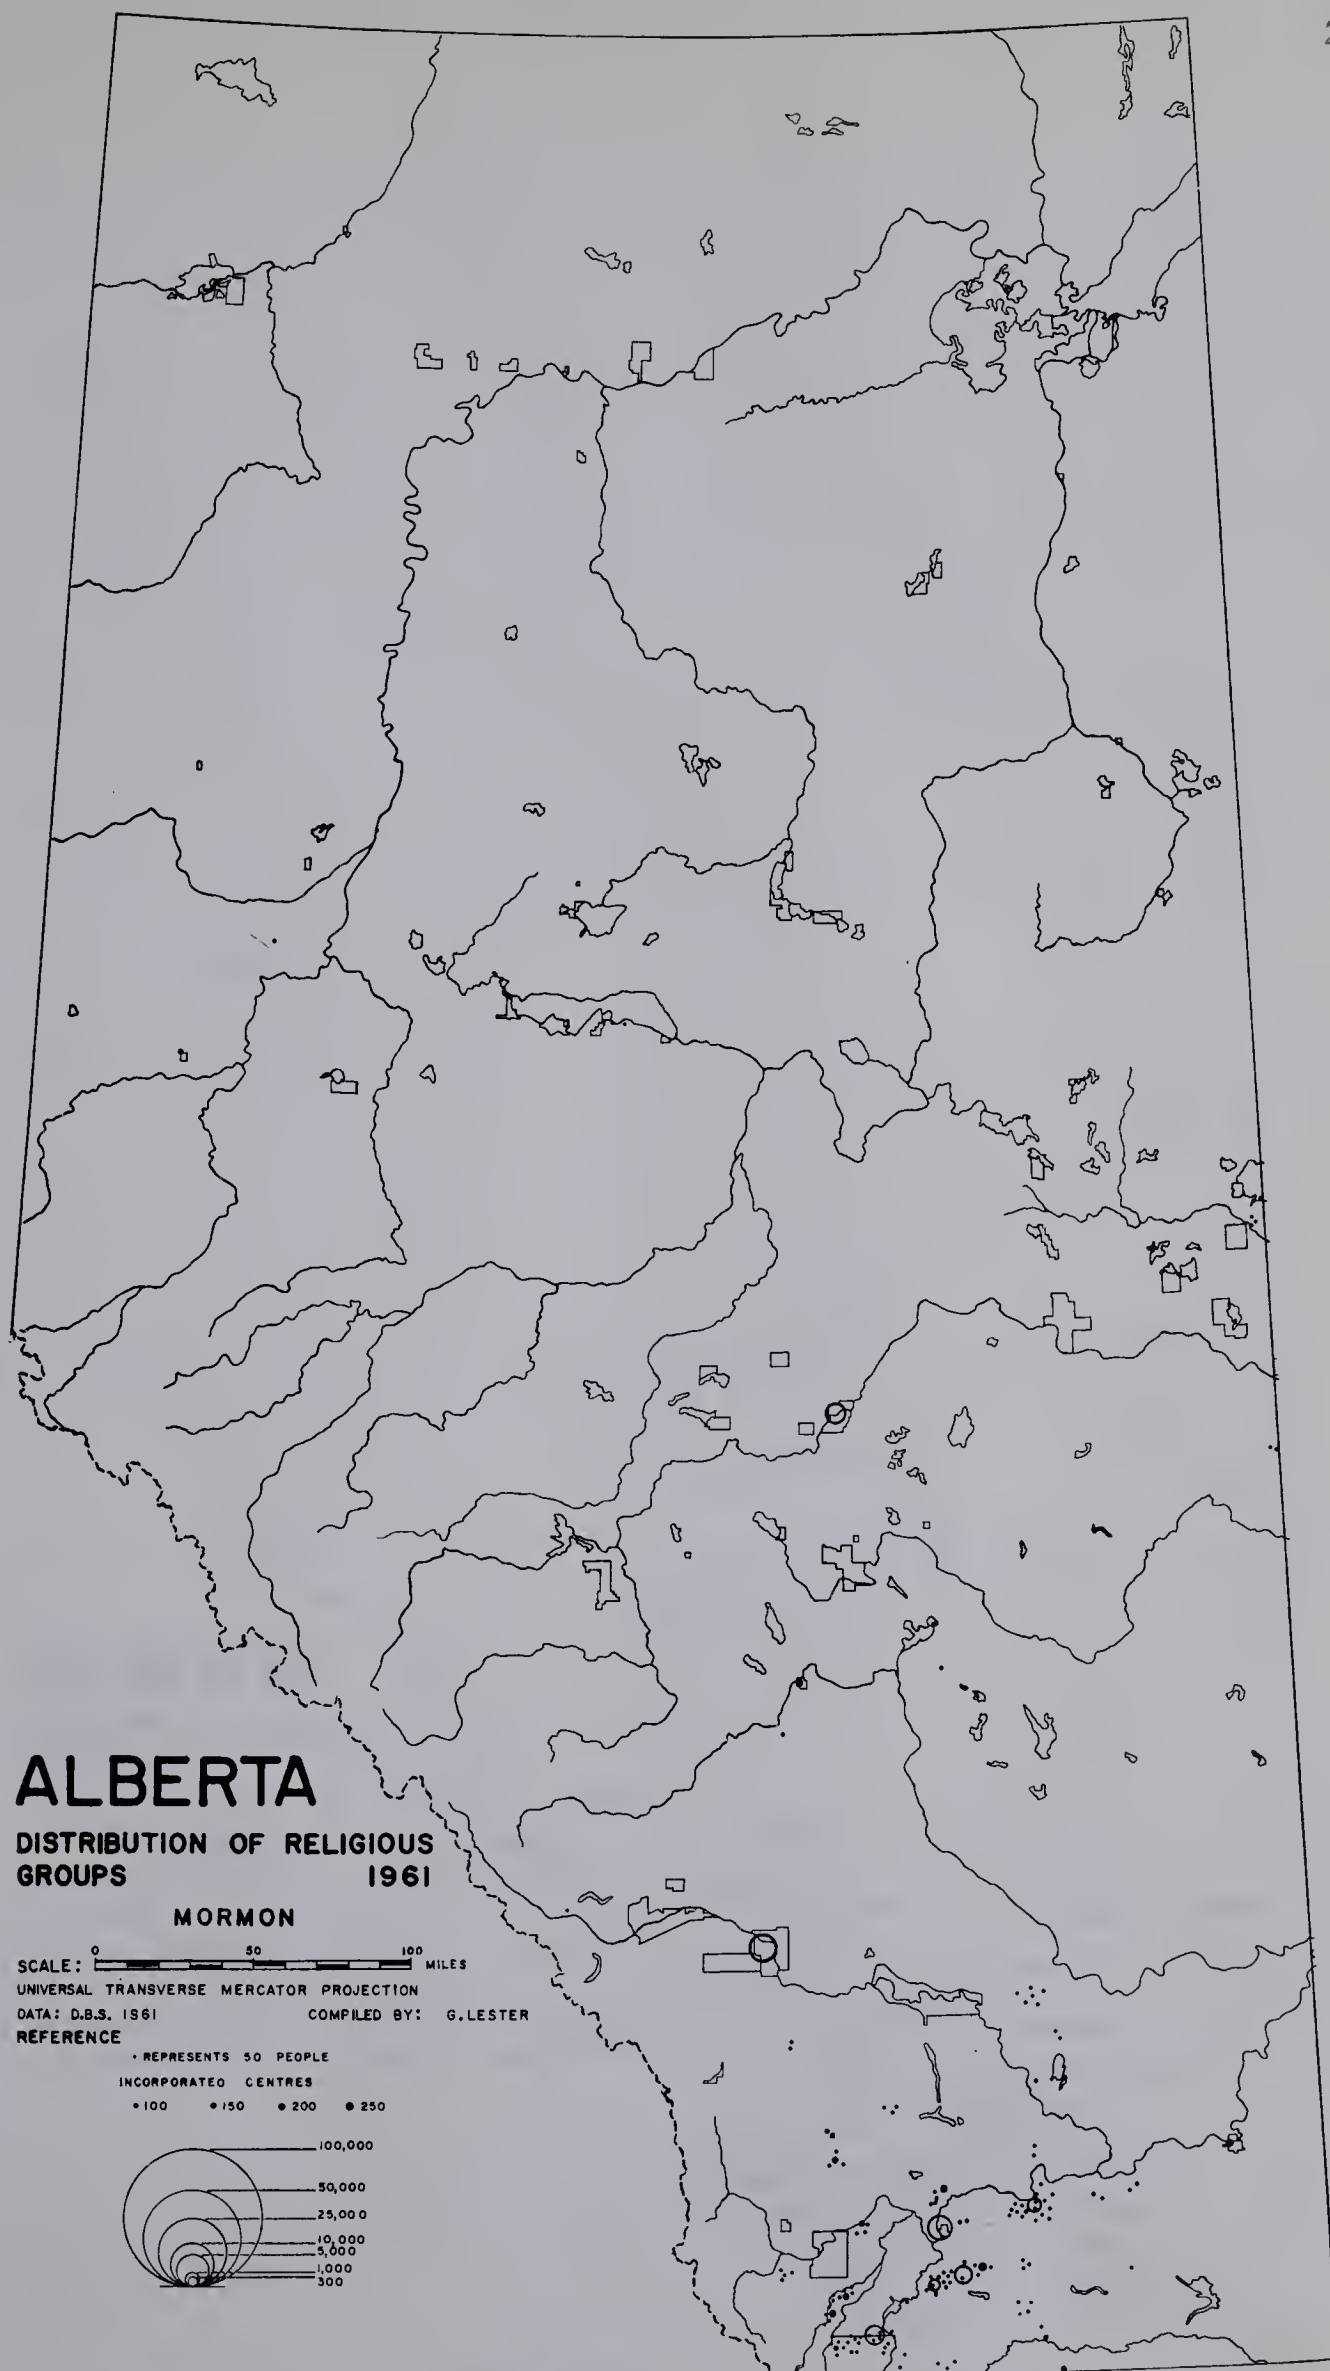 2
ALBERTA
DISTRIBUTION OF RELIGIOUS
GROUPS 1961
MORMON
SCALE: 0 50 100 MILES
UNIVERSAL TRANSVERSE MERCATOR PROJECTION
DATA: D.B.S. 1961 COMPILED BY: G. LESTER
REFERENCE
• REPRESENTS 50 PEOPLE
INCORPORATED CENTRES
• 100 • 150 • 200 • 250
100,000
50,000
25,000
10,000
5,000
1,000
300